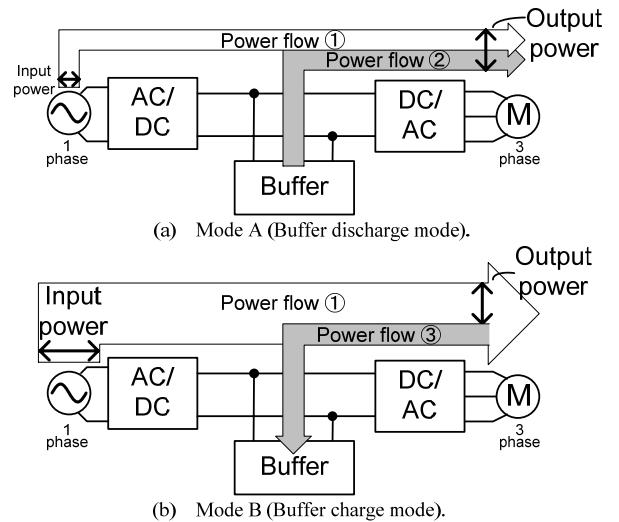 Output
power
Power flow ①
Power flow ②
Input
power
AC/
DC
DC/
AC
M
1
phase
3
phase
Buffer
(a) Mode A (Buffer discharge mode).
Output
power
Input
power
Power flow ①
Power flow ③
AC/
DC
DC/
AC
M
1
phase
3
phase
Buffer
(b) Mode B (Buffer charge mode).